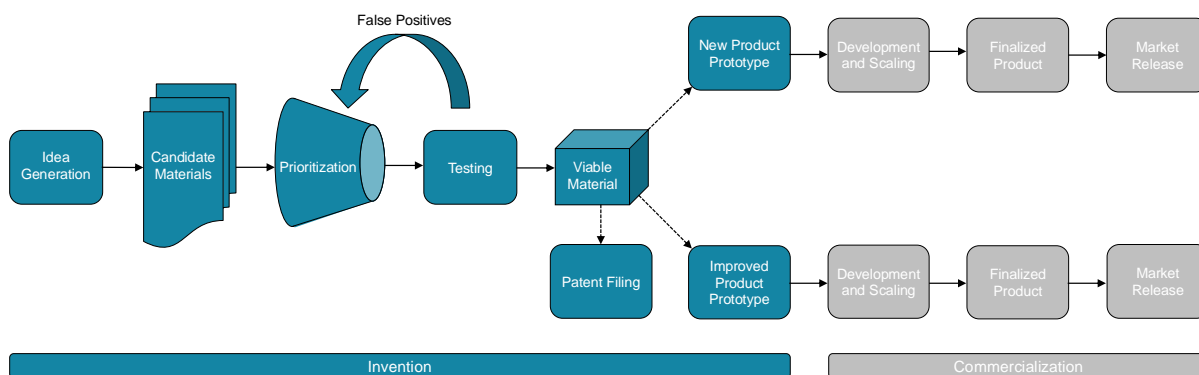 False Positives
New Product
Prototype
Development
and Scaling
Finalized
Product
Market
Release
Idea
Generation
Candidate
Materials
Prioritization
Testing
Viable
Material
Patent Filing
Improved
Product
Prototype
Development
and Scaling
Finalized
Product
Market
Release
Invention
Commercialization